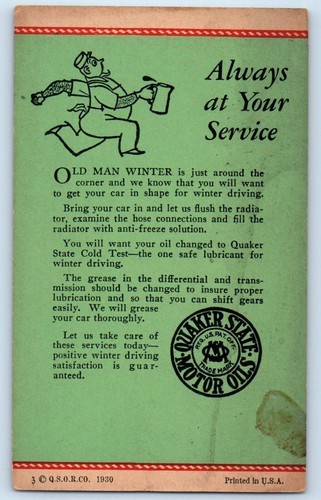 Always
at Your
Service
OLD MAN WINTER is just around the
corner and we know that you will want
to get your car in shape for winter driving.
Bring your car in and let us flush the radia-
tor, examine the hose connections and fill the
radiator with anti-freeze solution.
You will want your oil changed to Quaker
State Cold Test—the one safe lubricant for
winter driving.
The grease in the differential and trans-
mission should be changed to insure proper
lubrication and so that you can shift gears
easily. We will grease
your car thoroughly.
Let us take care of
these services today—
positive winter driving
satisfaction is guar-
anteed.
QUAKER STATE
REG. U.S. PAT. OFF.
QS
TRADE MARK
MOTOR OILS
3 © Q.S.O.R.CO. 1930
Printed in U.S.A.